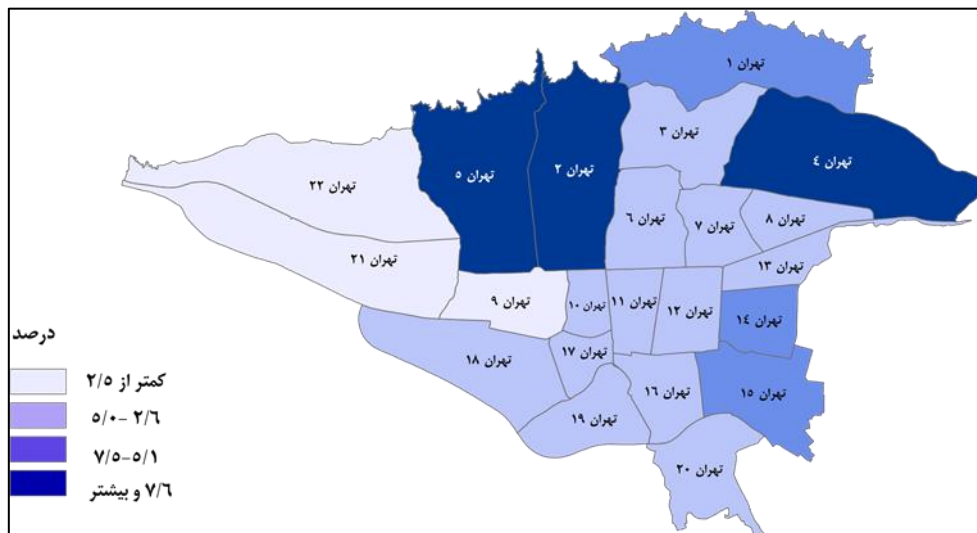 تهران ۱
تهران ۳
تهران ۴
تهران ۲
تهران ۵
تهران ۲۲
تهران ۶
تهران ۷
تهران ۸
تهران ۲۱
تهران ۱۳
تهران ۹
تهران ۱۰
تهران ۱۱
تهران ۱۲
تهران ۱۴
تهران ۱۸
تهران ۱۷
تهران ۱۶
تهران ۱۵
تهران ۱۹
تهران ۲۰
درصد
کمتر از ۲/۵
۵/۰ -۲/۶
۷/۵-۵/۱
۷/۶ و بیشتر